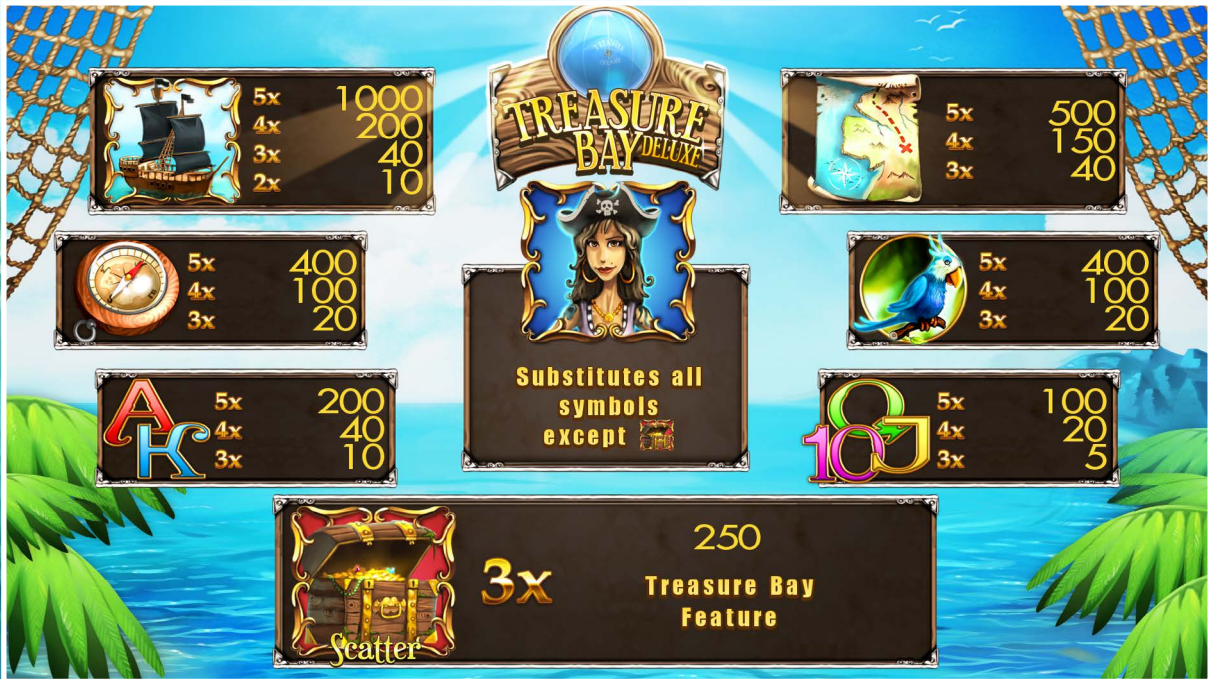 TREASURE
BAY DELUXE
5x 1000
4x 200
3x 40
2x 10
5x 500
4x 150
3x 40
5x 400
4x 100
3x 20
Substitutes all
symbols
except
5x 400
4x 100
3x 20
A K
5x 200
4x 40
3x 10
10 Q J
5x 100
4x 20
3x 5
Scatter
3x
250
Treasure Bay
Feature